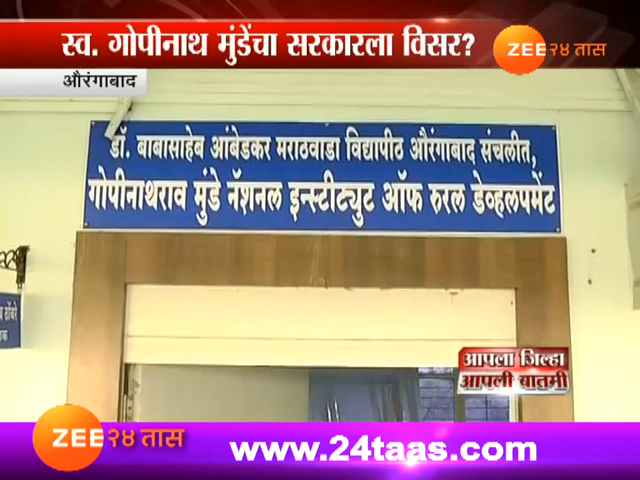 स्व. गोपीनाथ मुंडेंचा सरकारला विसर?
ZEE २४ तास
औरंगाबाद
डॉ. बाबासाहेब आंबेडकर मराठवाडा विद्यापीठ औरंगाबाद संचलीत,
गोपीनाथराव मुंडे नॅशनल इन्स्टीट्युट ऑफ रुरल डेव्हलपमेंट
आपला जिल्हा
आपली बातमी
ZEE २४ तास
www.24taas.com